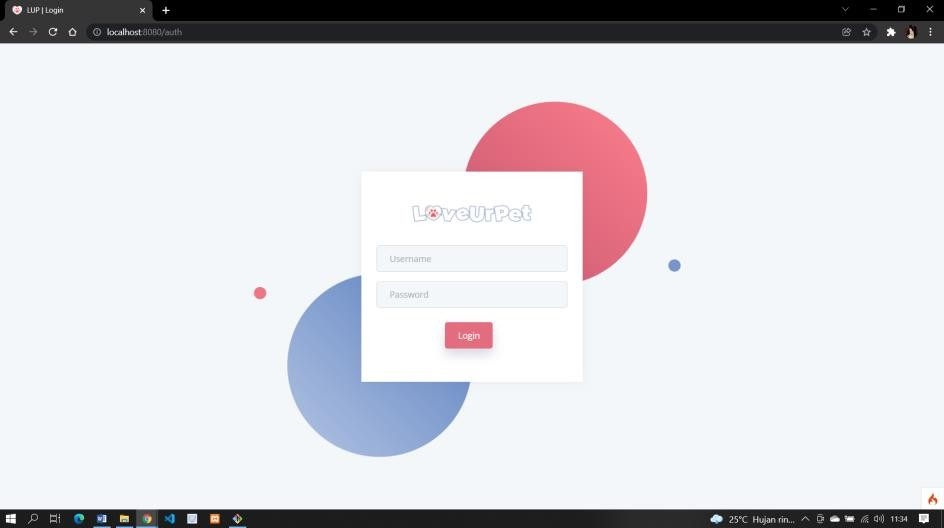 LUP | Login
localhost:8080/auth
LoveUrPet
Username
Password
Login
25°C Hujan rin...
11:34